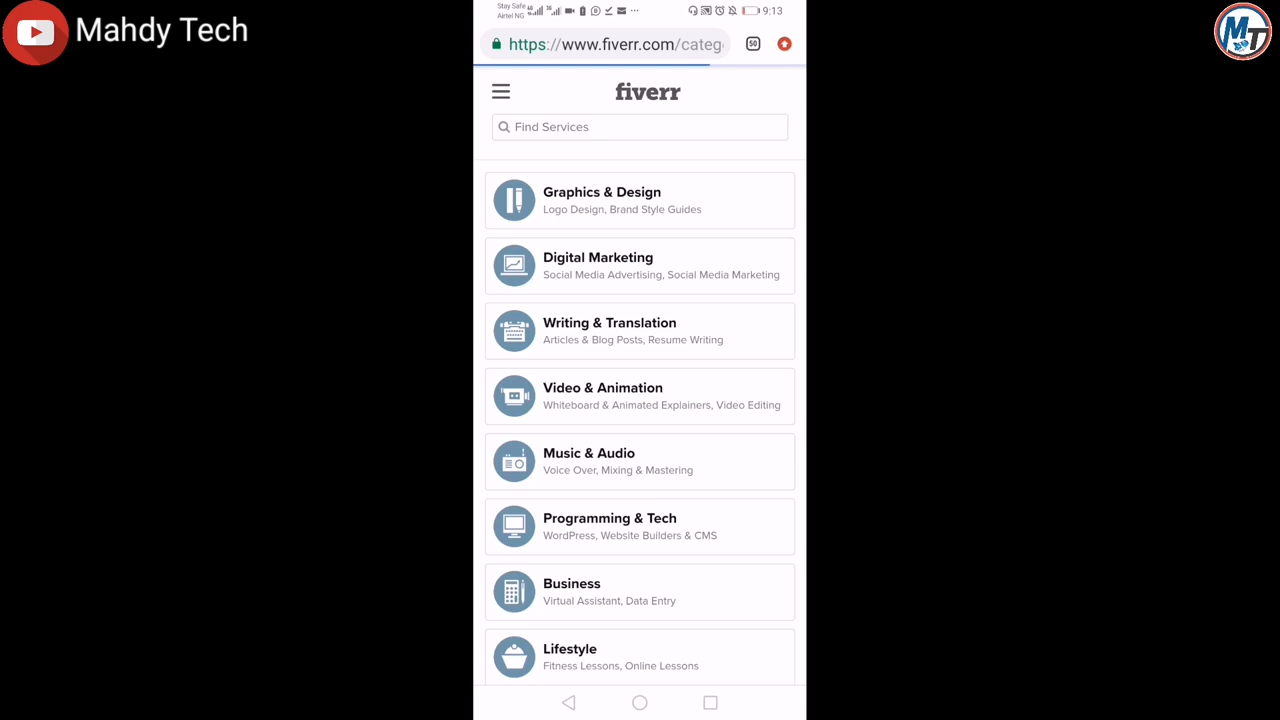 Mahdy Tech
MT
Stay Safe
Airtel NG
4G
3G
9:13
https://www.fiverr.com/categ
50
fiverr
Find Services
Graphics & Design
Logo Design, Brand Style Guides
Digital Marketing
Social Media Advertising, Social Media Marketing
Writing & Translation
Articles & Blog Posts, Resume Writing
Video & Animation
Whiteboard & Animated Explainers, Video Editing
Music & Audio
Voice Over, Mixing & Mastering
Programming & Tech
WordPress, Website Builders & CMS
Business
Virtual Assistant, Data Entry
Lifestyle
Fitness Lessons, Online Lessons